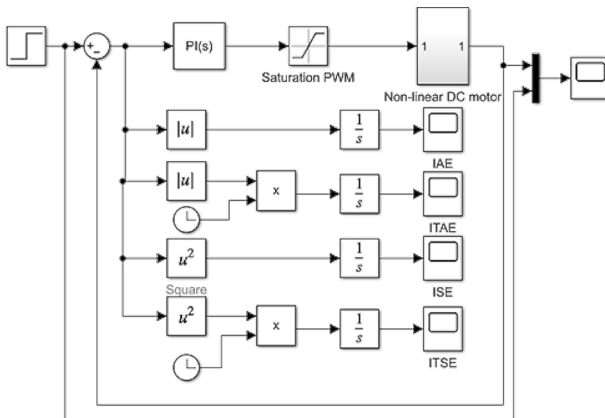 +
−
PI(s)
Saturation PWM
1
1
Non-linear DC motor
|u|
1
s
IAE
|u|
x
1
s
ITAE
u²
Square
1
s
ISE
u²
x
1
s
ITSE